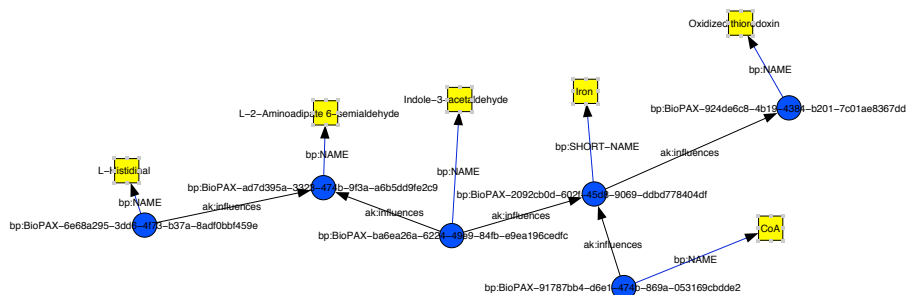 Oxidized thioredoxin
bp:NAME
Iron
Indole-3-acetaldehyde
bp:BioPAX-924de6c8-4b19-4384-b201-7c01ae8367dd
L-2-Aminoadipate 6-semialdehyde
bp:SHORT-NAME
ak:influences
bp:NAME
L-Histidinal
bp:NAME
bp:BioPAX-ad7d395a-3323-474b-9f3a-a6b5dd9fe2c9
bp:BioPAX-2092cb0d-602f-45d8-9069-ddbd778404df
bp:NAME
ak:influences
ak:influences
bp:BioPAX-6e68a295-3dd6-4f73-b37a-8adf0bbf459e
CoA
bp:BioPAX-ba6ea26a-6224-49e9-84fb-e9ea196cedfc
ak:influences
ak:influences
bp:NAME
bp:BioPAX-91787bb4-d6e1-474b-869a-053169cbdde2